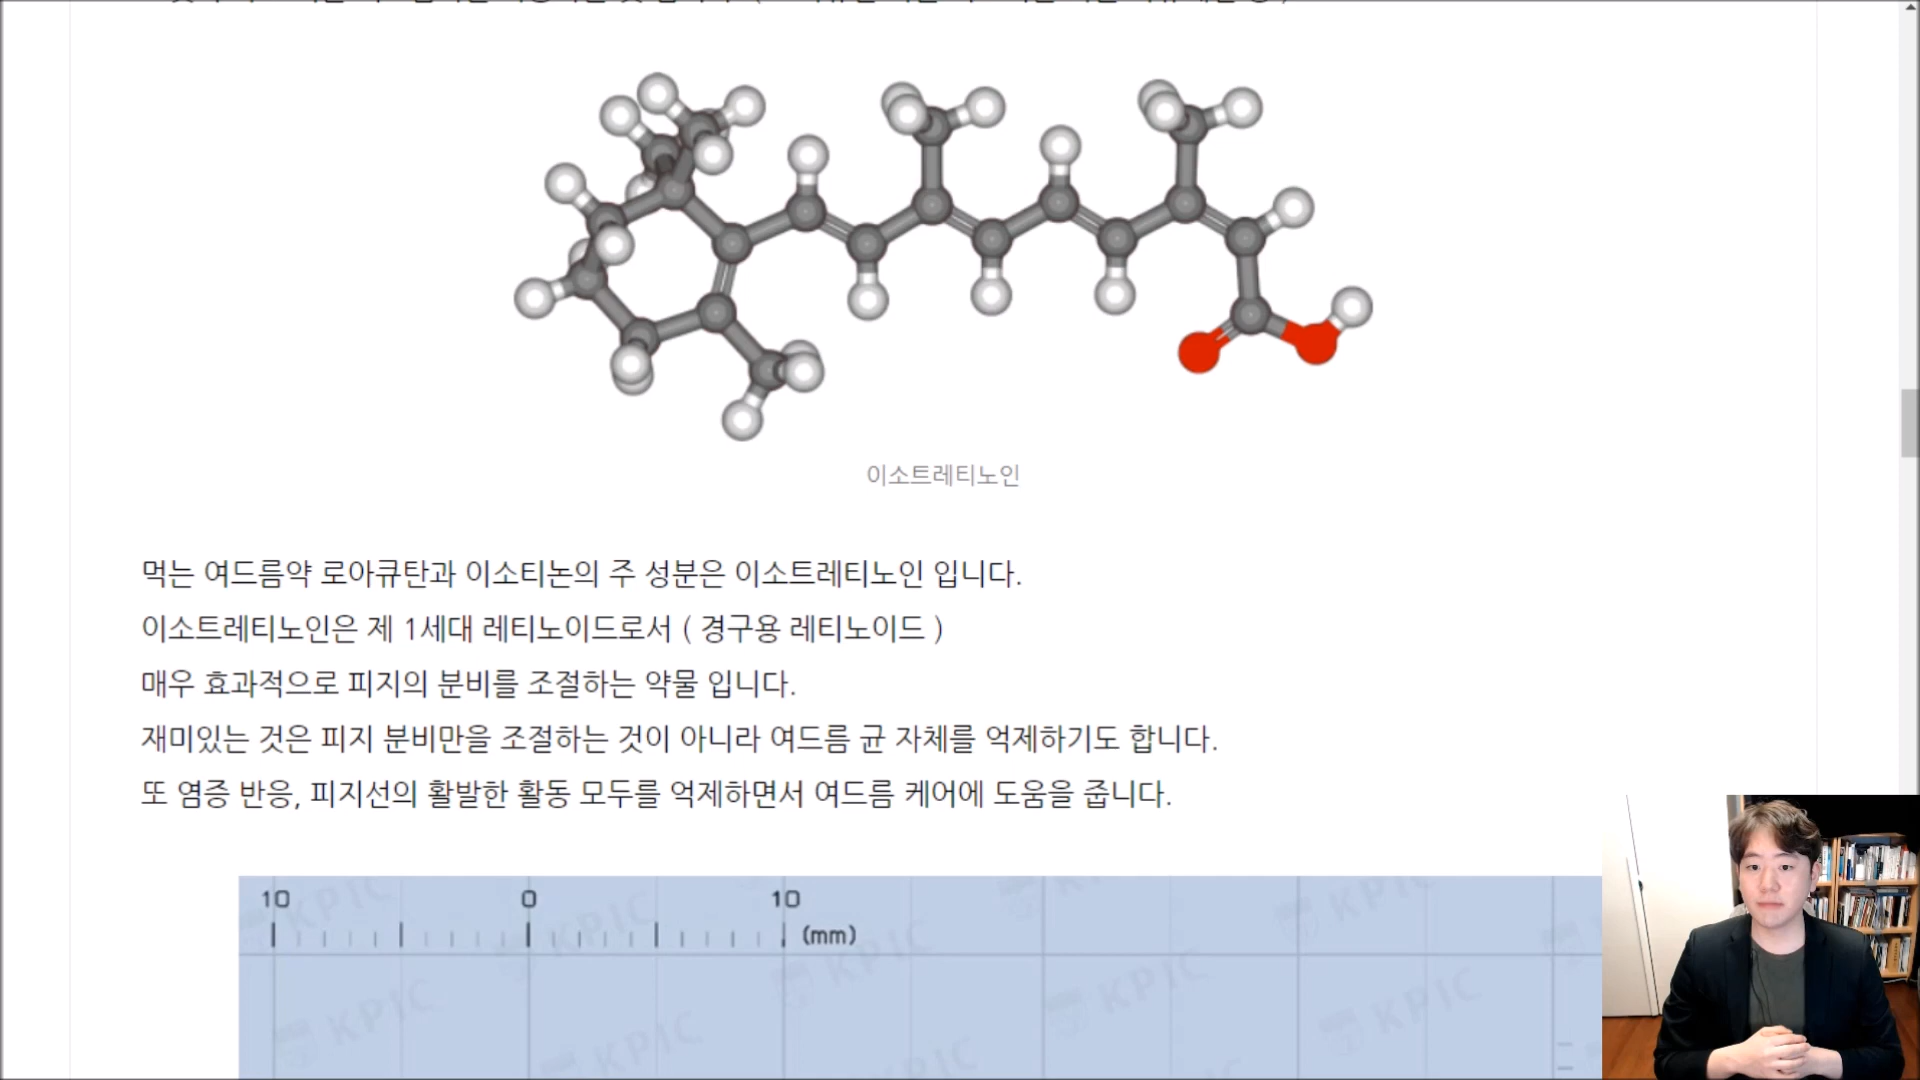 이소트레티노인
먹는 여드름약 로아큐탄과 이소티논의 주 성분은 이소트레티노인 입니다.
이소트레티노인은 제 1세대 레티노이드로서 ( 경구용 레티노이드 )
매우 효과적으로 피지의 분비를 조절하는 약물 입니다.
재미있는 것은 피지 분비만을 조절하는 것이 아니라 여드름 균 자체를 억제하기도 합니다.
또 염증 반응, 피지선의 활발한 활동 모두를 억제하면서 여드름 케어에 도움을 줍니다.
10 0 10
(mm)
KPIC
KPIC
KPIC
KPIC
KPIC
KPIC
KPIC
KPIC